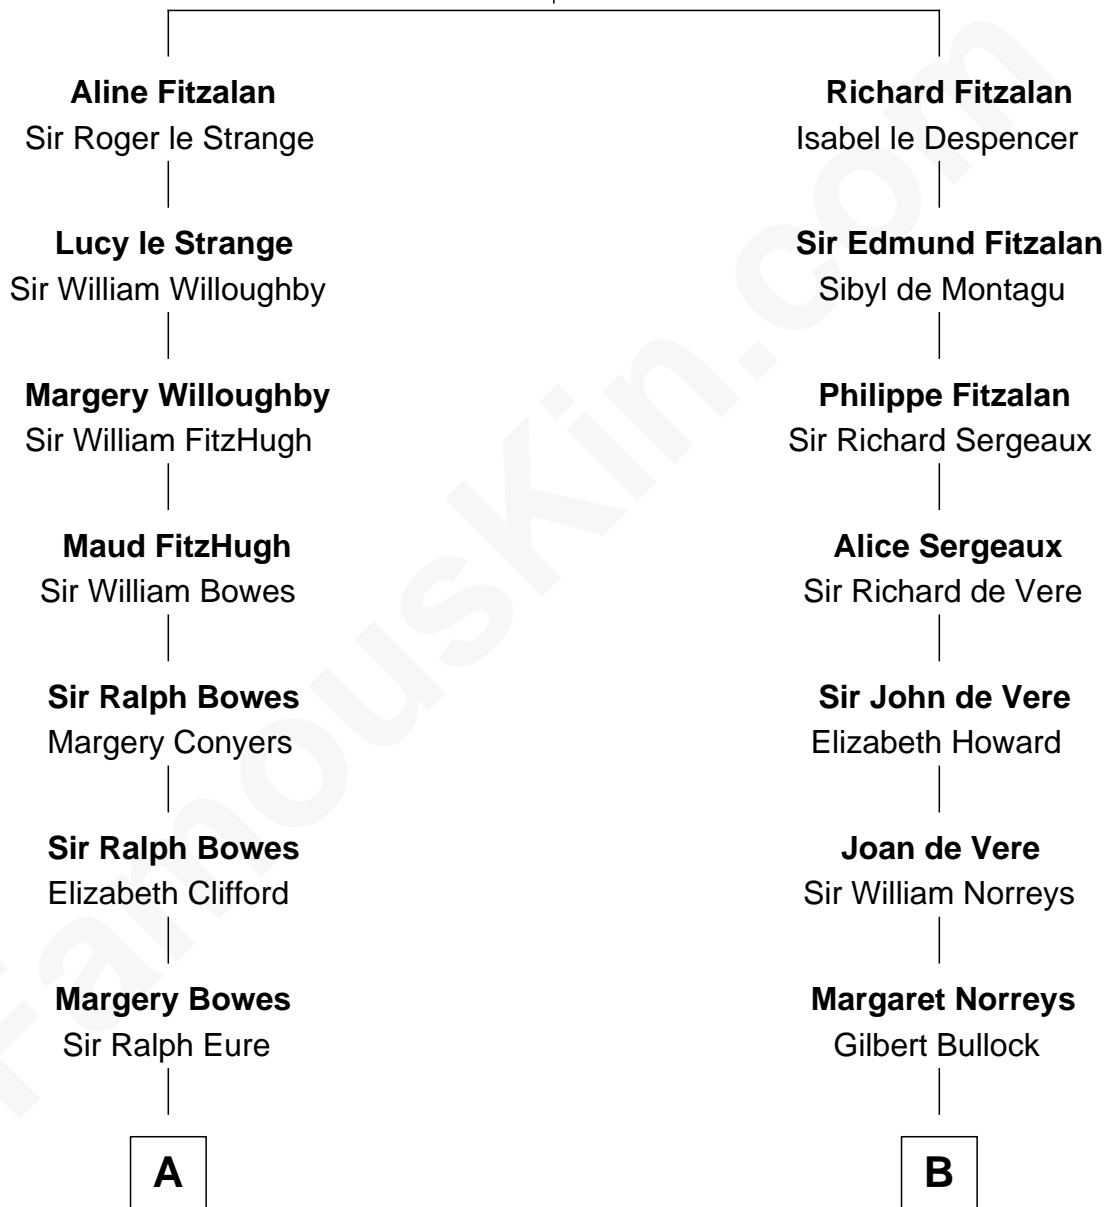 Aline Fitzalan
Sir Roger le Strange
Richard Fitzalan
Isabel le Despencer
Lucy le Strange
Sir William Willoughby
Sir Edmund Fitzalan
Sibyl de Montagu
Margery Willoughby
Sir William FitzHugh
Philippe Fitzalan
Sir Richard Sergeaux
Maud FitzHugh
Sir William Bowes
Alice Sergeaux
Sir Richard de Vere
Sir Ralph Bowes
Margery Conyers
Sir John de Vere
Elizabeth Howard
Sir Ralph Bowes
Elizabeth Clifford
Joan de Vere
Sir William Norreys
Margery Bowes
Sir Ralph Eure
Margaret Norreys
Gilbert Bullock
A
B
FamousKin.com